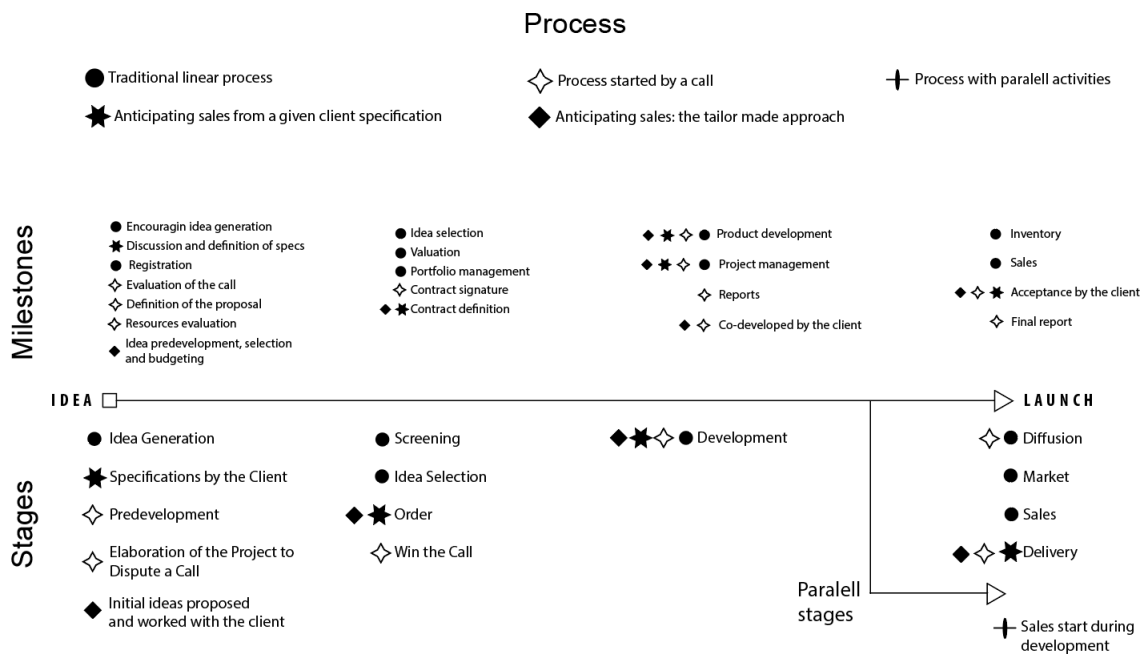 Process
Traditional linear process
Process started by a call
Process with paralell activities
Anticipating sales from a given client specification
Anticipating sales: the tailor made approach
Milestones
Encouragin idea generation
Discussion and definition of specs
Registration
Evaluation of the call
Definition of the proposal
Resources evaluation
Idea predevelopment, selection
and budgeting
Idea selection
Valuation
Portfolio management
Contract signature
Contract definition
Product development
Project management
Reports
Co-developed by the client
Inventory
Sales
Acceptance by the client
Final report
IDEA
LAUNCH
Stages
Idea Generation
Specifications by the Client
Predevelopment
Elaboration of the Project to
Dispute a Call
Initial ideas proposed
and worked with the client
Screening
Idea Selection
Order
Win the Call
Development
Diffusion
Market
Sales
Delivery
Paralell
stages
Sales start during
development